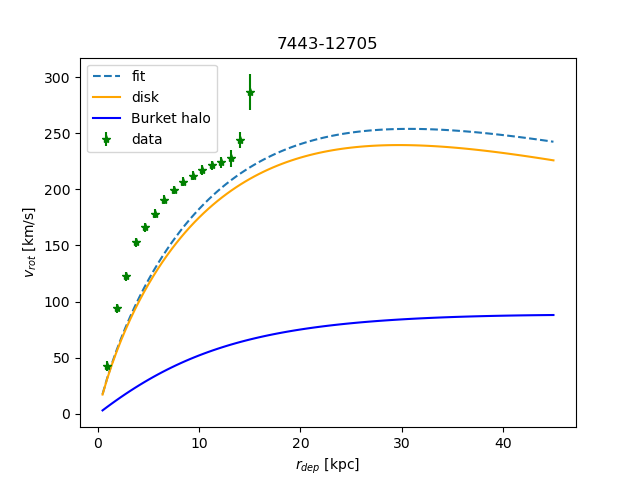 7443-12705
fit
disk
Burket halo
data
300
250
200
150
100
50
0
v_rot [km/s]
0 10 20 30 40
r_dep [kpc]